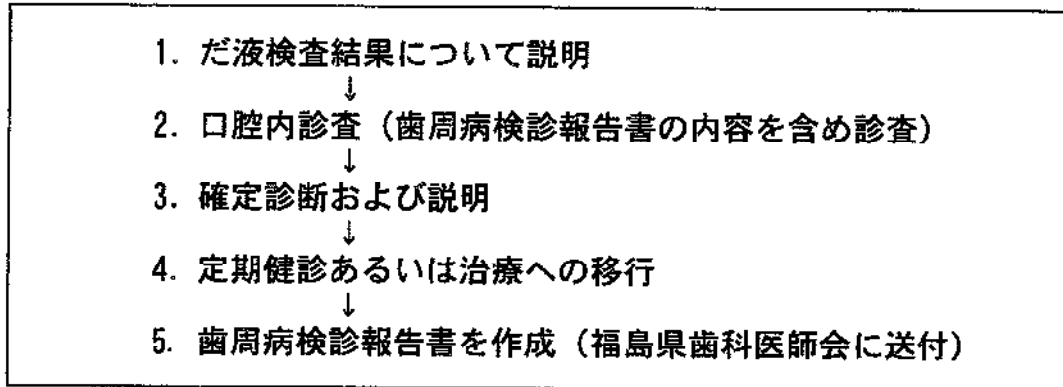 1. だ液検査結果について説明
↓
2. 口腔内診査（歯周病検診報告書の内容を含め診査）
↓
3. 確定診断および説明
↓
4. 定期健診あるいは治療への移行
↓
5. 歯周病検診報告書を作成（福島県歯科医師会に送付）